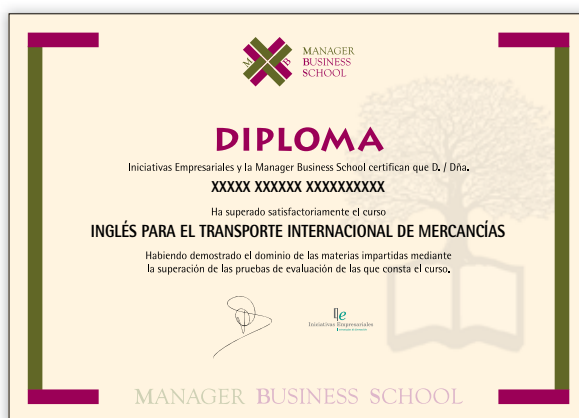 M B
MANAGER
BUSINESS
SCHOOL
DIPLOMA
Iniciativas Empresariales y la Manager Business School certifican que D. / Dña.
XXXXX XXXXXX XXXXXXXXXX
Ha superado satisfactoriamente el curso
INGLÉS PARA EL TRANSPORTE INTERNACIONAL DE MERCANCÍAS
Habiendo demostrado el dominio de las materias impartidas mediante
la superación de las pruebas de evaluación de las que consta el curso.
Iniciativas Empresariales
MANAGER BUSINESS SCHOOL